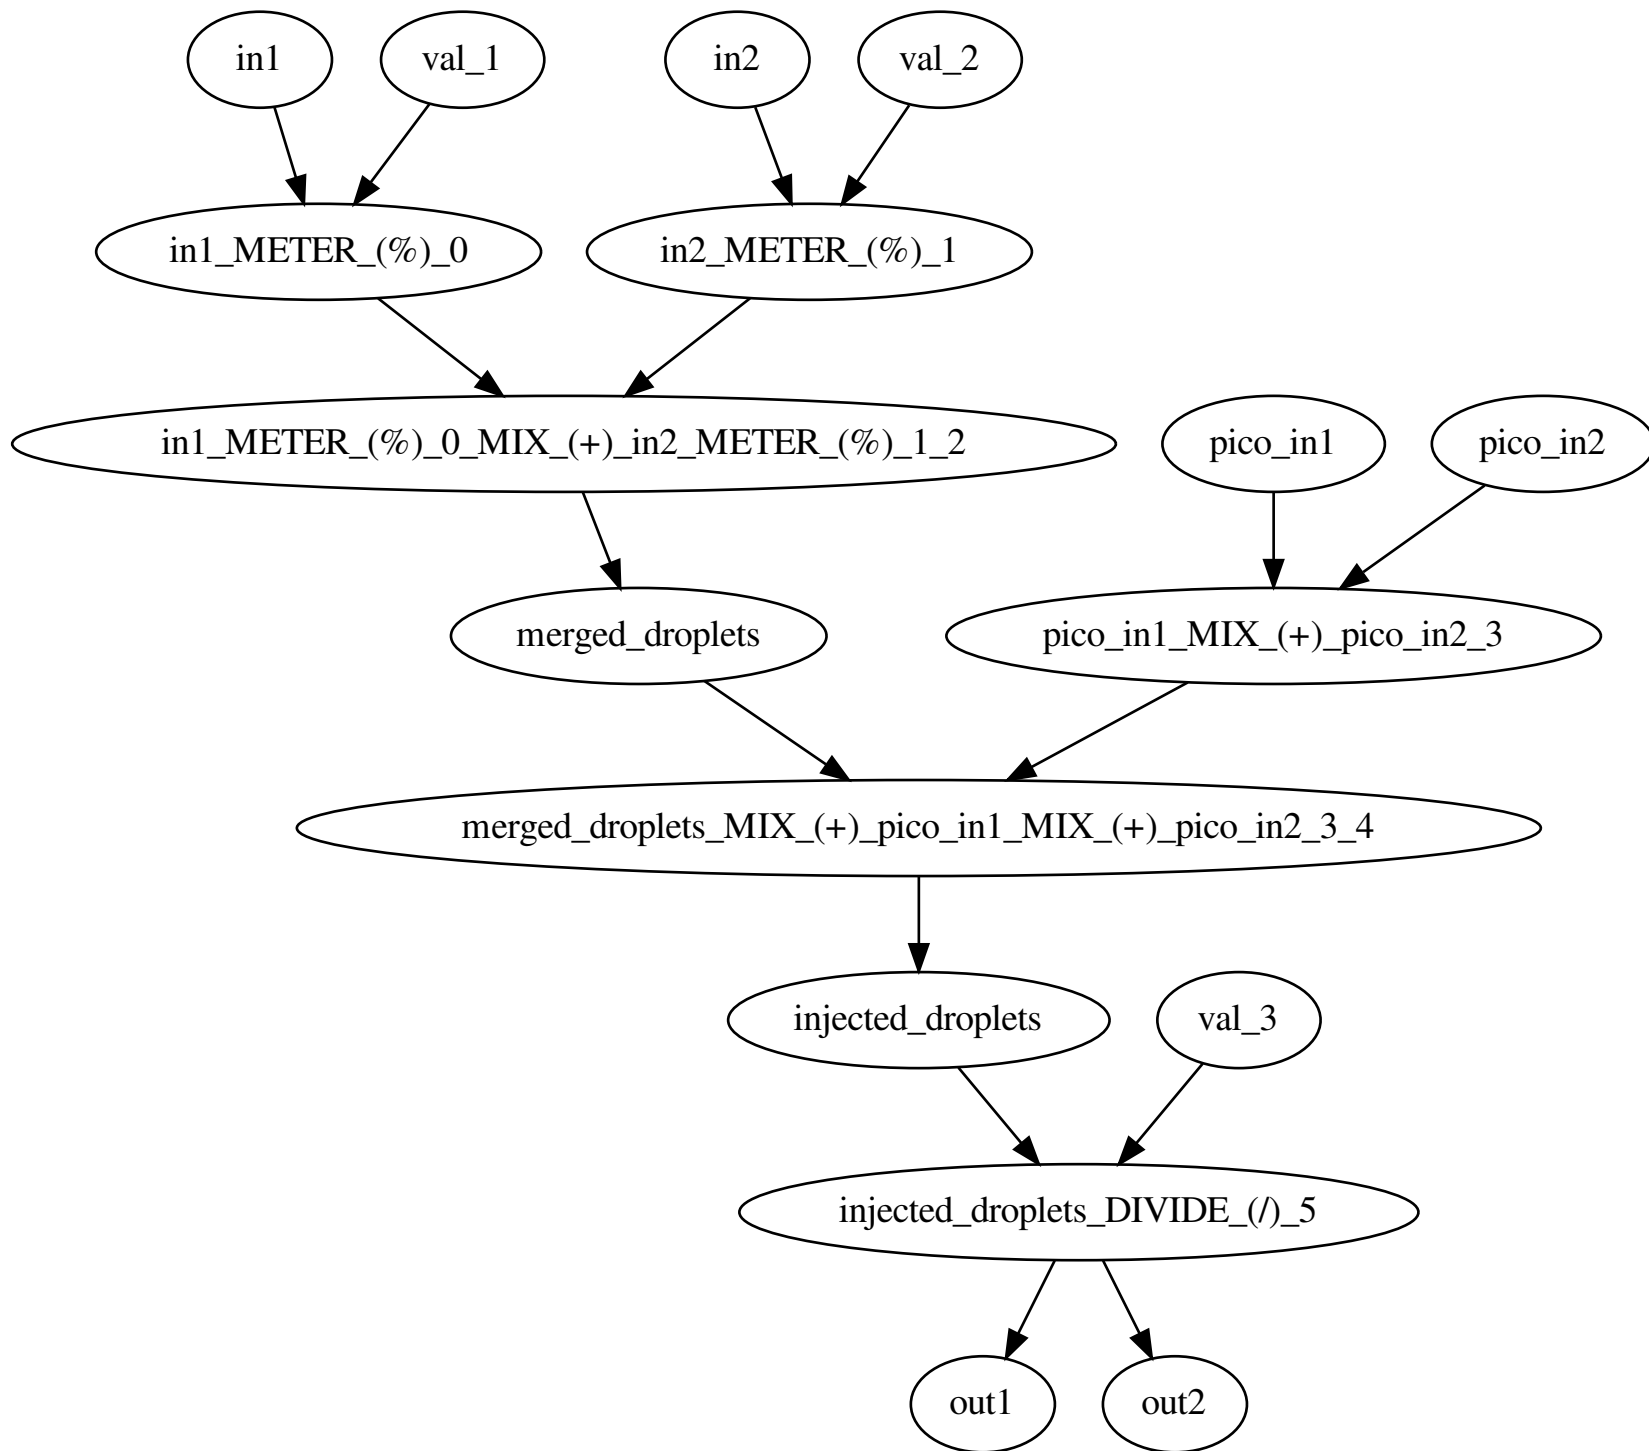 in1
val_1
in2
val_2
in1_METER_(%)_0
in2_METER_(%)_1
in1_METER_(%)_0_MIX_(+)_in2_METER_(%)_1_2
pico_in1
pico_in2
merged_droplets
pico_in1_MIX_(+)_pico_in2_3
merged_droplets_MIX_(+)_pico_in1_MIX_(+)_pico_in2_3_4
injected_droplets
val_3
injected_droplets_DIVIDE_(/)_5
out1
out2